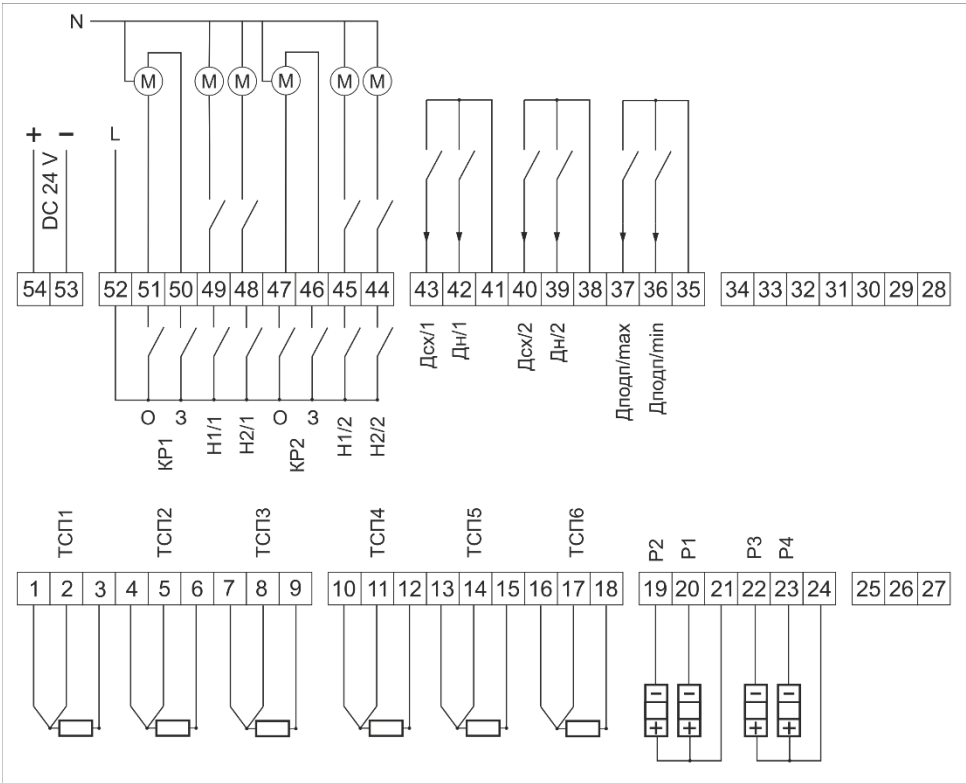 N
M M M M M M
+ − L
DC 24 V
54 53 52 51 50 49 48 47 46 45 44 43 42 41 40 39 38 37 36 35 34 33 32 31 30 29 28
Дсх/1 Дн/1 Дсх/2 Дн/2 Дподп/max Дподп/min
О З О З
КР1 Н1/1 Н2/1 КР2 Н1/2 Н2/2
ТСП1 ТСП2 ТСП3 ТСП4 ТСП5 ТСП6 Р2 Р1 Р3 Р4
1 2 3 4 5 6 7 8 9 10 11 12 13 14 15 16 17 18 19 20 21 22 23 24 25 26 27
− − − −
+ + + +